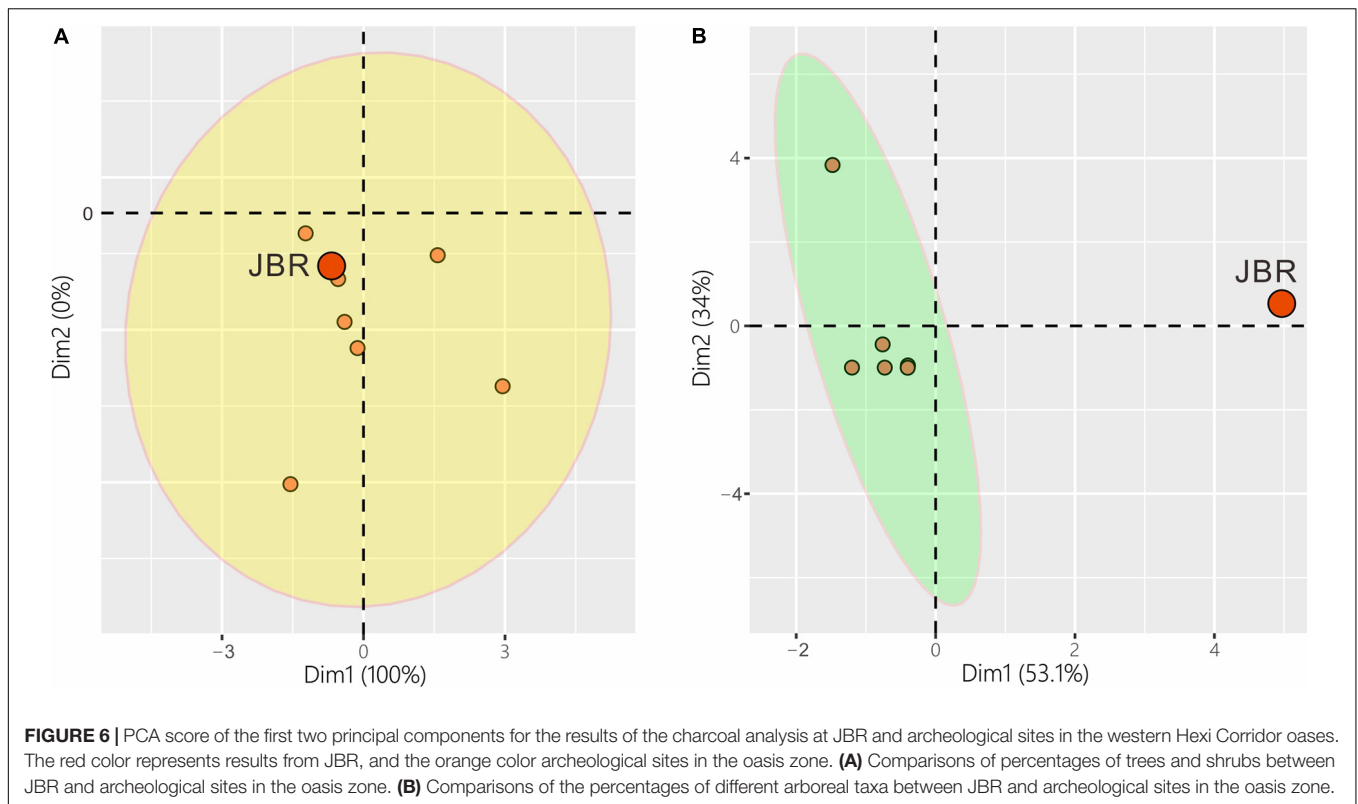 A
B
JBR
JBR
0
4
0
−4
Dim2 (0%)
Dim2 (34%)
−3
0
3
−2
0
2
4
Dim1 (100%)
Dim1 (53.1%)
FIGURE 6 | PCA score of the first two principal components for the results of the charcoal analysis at JBR and archeological sites in the western Hexi Corridor oases.
The red color represents results from JBR, and the orange color archeological sites in the oasis zone. (A) Comparisons of percentages of trees and shrubs between
JBR and archeological sites in the oasis zone. (B) Comparisons of the percentages of different arboreal taxa between JBR and archeological sites in the oasis zone.